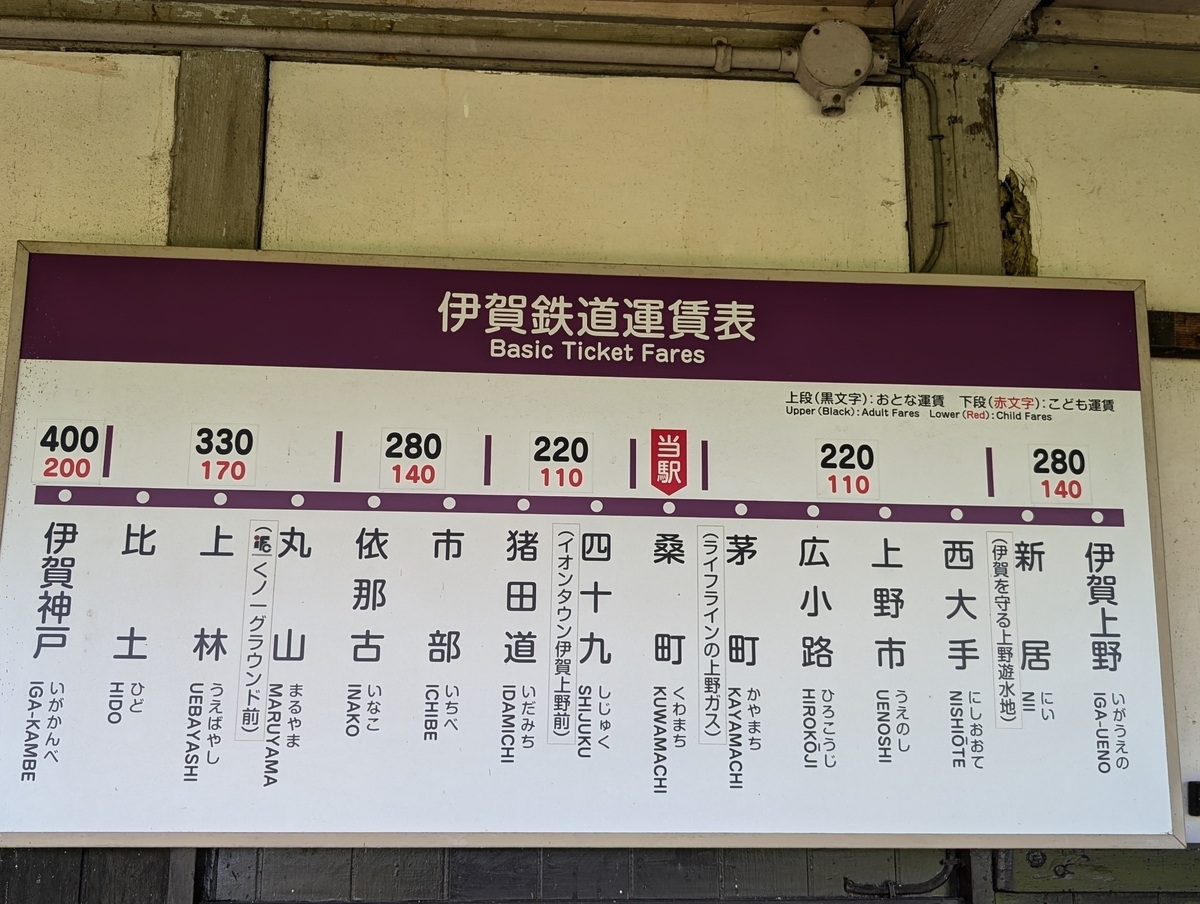 伊賀鉄道運賃表
Basic Ticket Fares
上段(黒文字):おとな運賃　下段(赤文字):こども運賃
Upper (Black) : Adult Fares　Lower (Red) : Child Fares
400
200
330
170
280
140
220
110
当駅
220
110
280
140
伊賀神戸
いがかんべ
IGA-KAMBE
比土
ひど
HIDO
上林
うえばやし
UEBAYASHI
丸山
(くノ一グラウンド前)
まるやま
MARUYAMA
依那古
いなこ
INAKO
市部
いちべ
ICHIBE
猪田道
いだみち
IDAMICHI
四十九
(イオンタウン伊賀上野前)
しじゅく
SHIJUKU
桑町
くわまち
KUWAMACHI
茅町
(ライフラインの上野ガス)
かやまち
KAYAMACHI
広小路
ひろこうじ
HIROKŌJI
上野市
うえのし
UENOSHI
西大手
にしおおて
NISHIŌTE
新居
(伊賀を守る上野遊水地)
にい
NII
伊賀上野
いがうえの
IGA-UENO